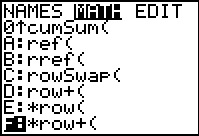 NAMES MATH EDIT
0↑cumSum(
A:ref(
B:rref(
C:rowSwap(
D:row+(
E:*row(
F:*row+(